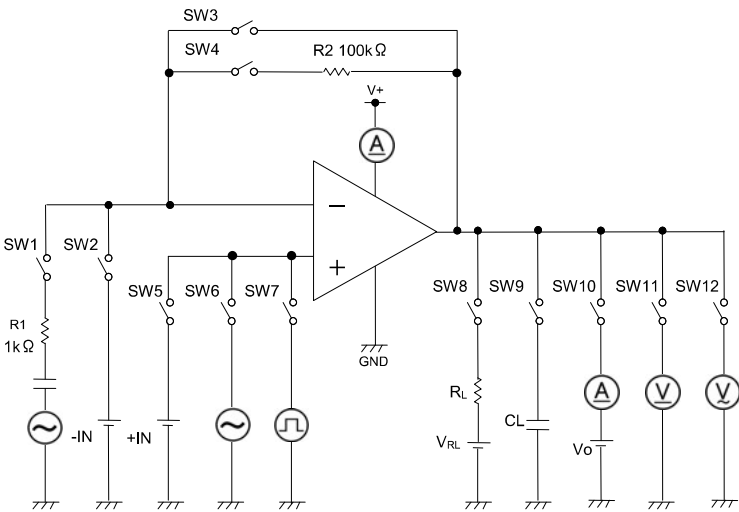 SW3
SW4
R2 100kΩ
V+
A
SW1
SW2
−
+
SW5
SW6
SW7
SW8
SW9
SW10
SW11
SW12
R1
1kΩ
GND
-IN
+IN
RL
VRL
CL
A
V
V
Vo